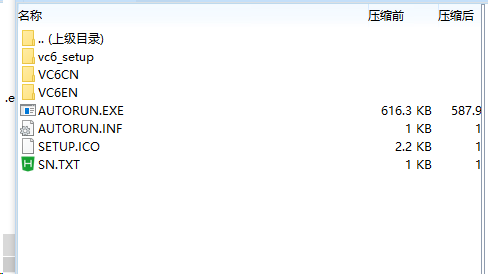 名称 压缩前 压缩后
.. (上级目录)
vc6_setup
VC6CN
VC6EN
.e
AUTORUN.EXE 616.3 KB 587.9
AUTORUN.INF 1 KB 1
SETUP.ICO 2.2 KB 1
SN.TXT 1 KB 1